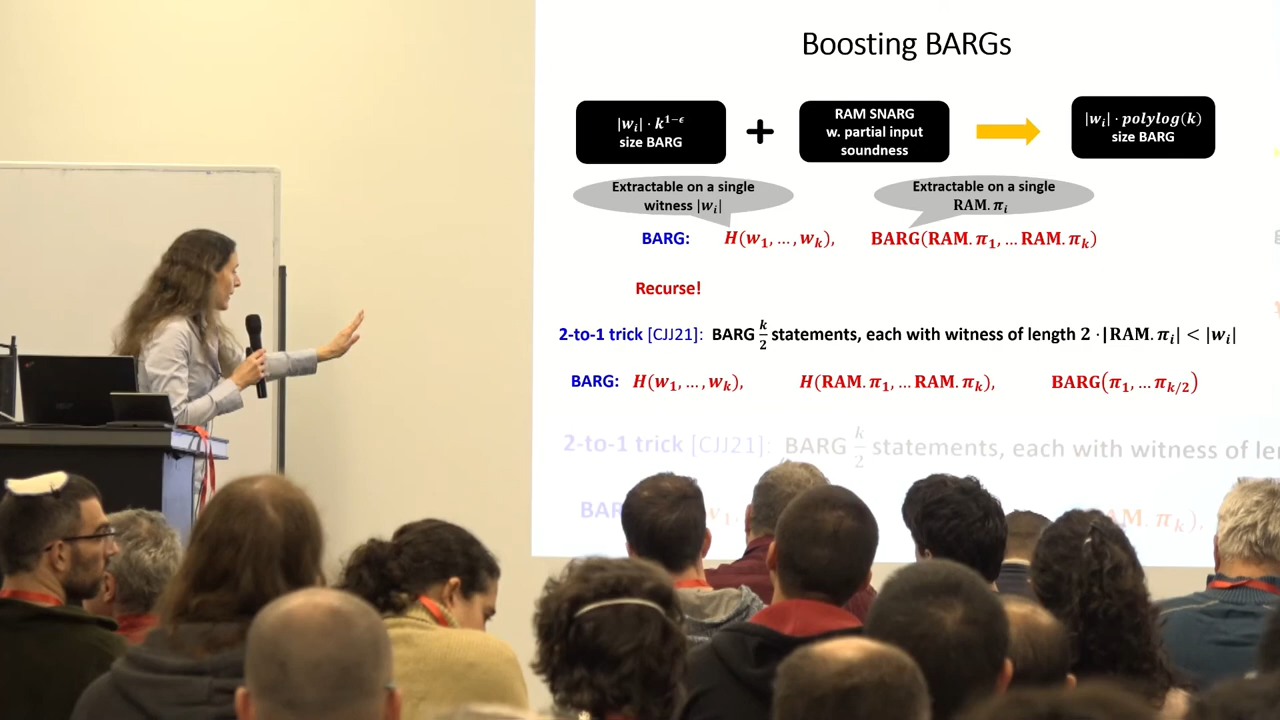 Boosting BARGs
|wᵢ| · k¹⁻ᵋ
size BARG
+
RAM SNARG
w. partial input
soundness
|wᵢ| · polylog(k)
size BARG
Extractable on a single
witness |wᵢ|
Extractable on a single
RAM. πᵢ
BARG: H(w₁, … , wₖ), BARG(RAM. π₁, … RAM. πₖ)
Recurse!
2-to-1 trick [CJJ21]: BARG k/2 statements, each with witness of length 2 · |RAM. πᵢ| < |wᵢ|
BARG: H(w₁, … , wₖ), H(RAM. π₁, … RAM. πₖ), BARG(π₁, … π_{k/2})
2-to-1 trick [CJJ21]: BARG k/2 statements, each with witness of